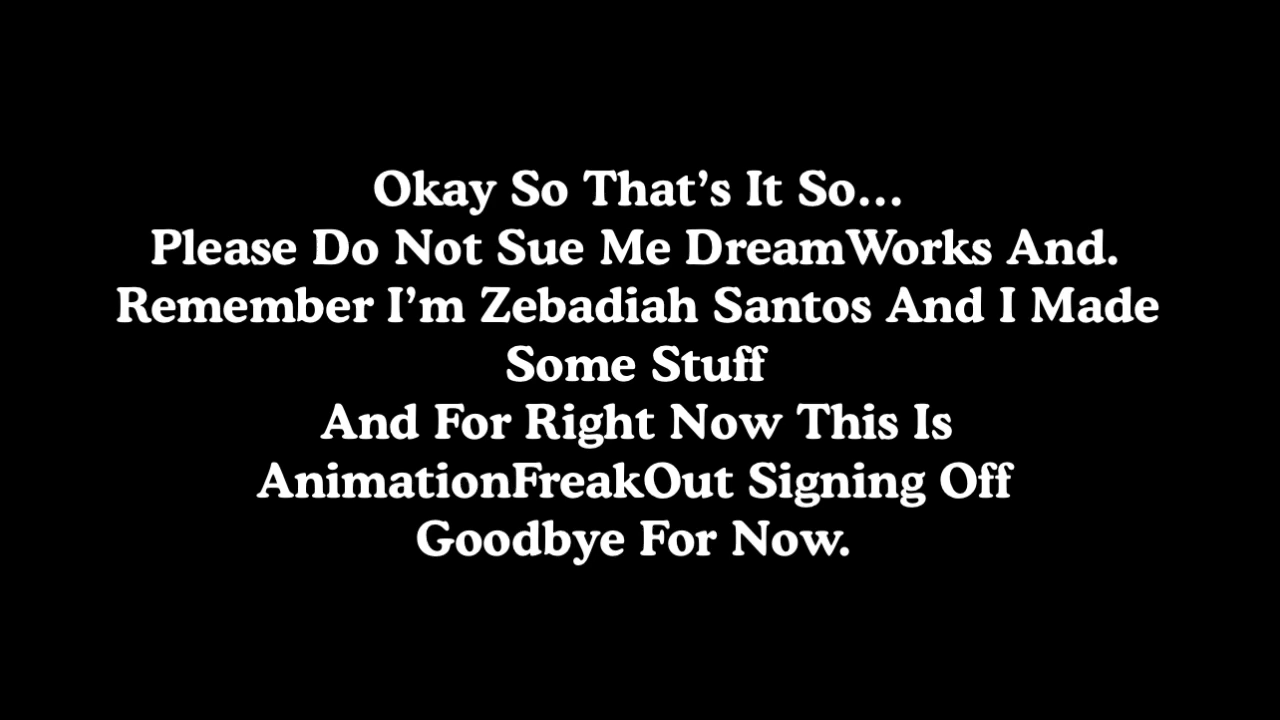 Okay So That’s It So...
Please Do Not Sue Me DreamWorks And.
Remember I’m Zebadiah Santos And I Made
Some Stuff
And For Right Now This Is
AnimationFreakOut Signing Off
Goodbye For Now.